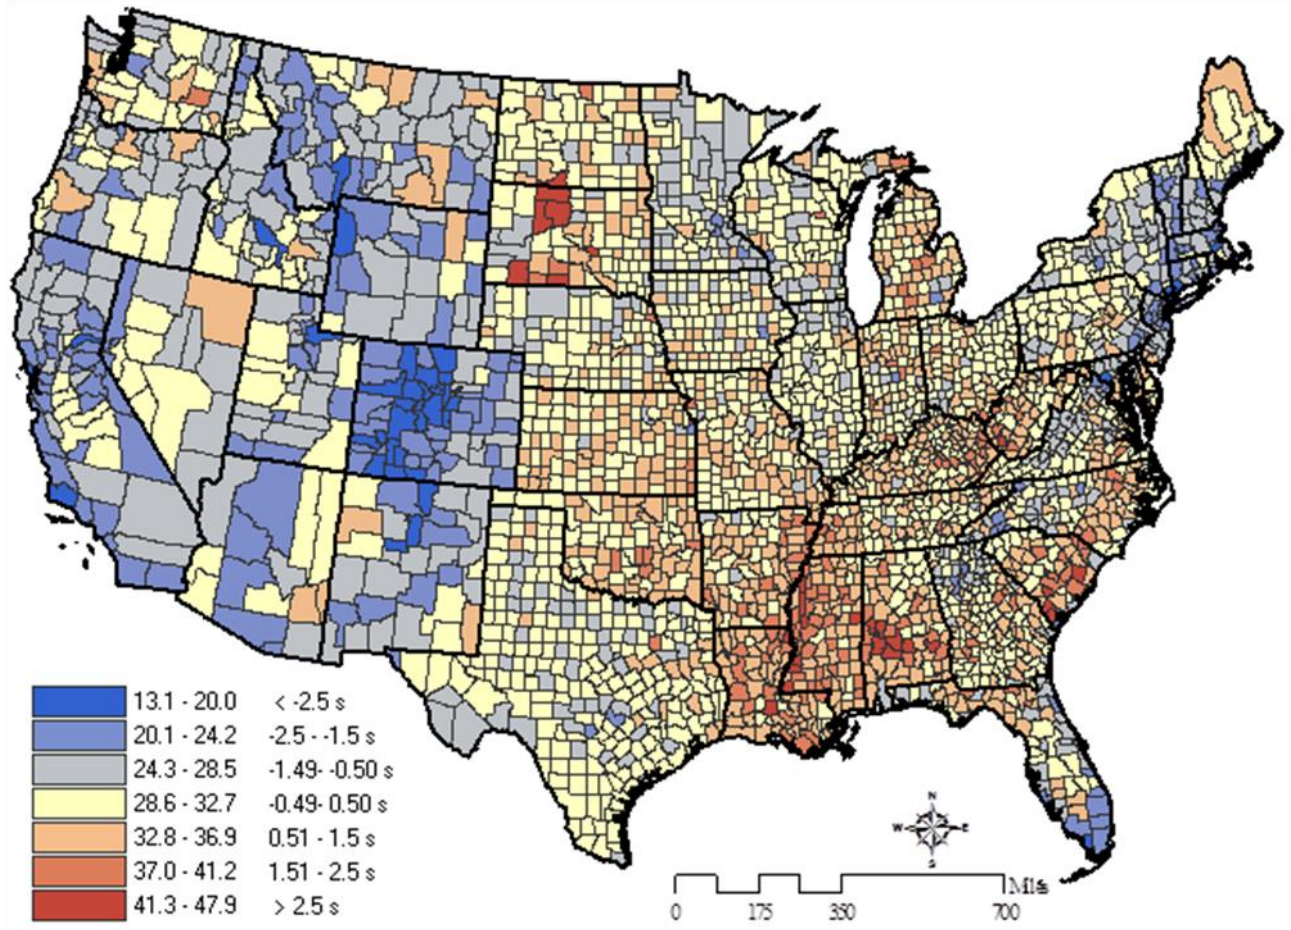 13.1 - 20.0 < -2.5 s
20.1 - 24.2 -2.5 - -1.5 s
24.3 - 28.5 -1.49- -0.50 s
28.6 - 32.7 -0.49- 0.50 s
32.8 - 36.9 0.51 - 1.5 s
37.0 - 41.2 1.51 - 2.5 s
41.3 - 47.9 > 2.5 s
N
W E
S
Miles
0 175 350 700